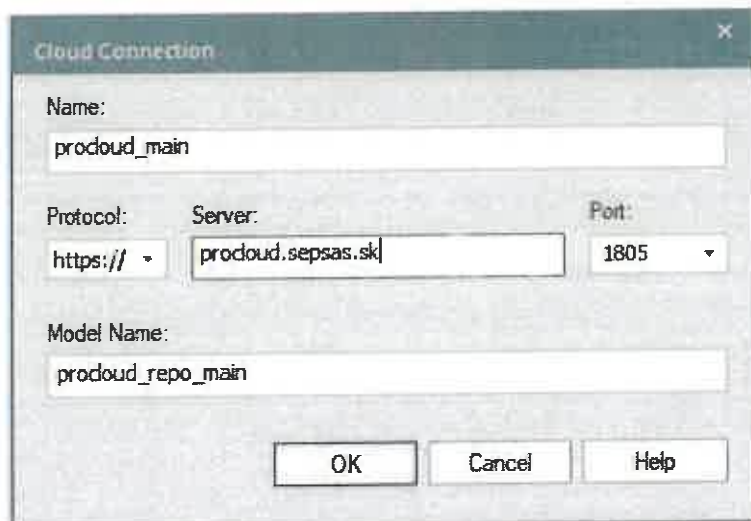 Cloud Connection
Name:
procloud_main
Protocol: Server: Port:
https:// procloud.sepsas.sk 1805
Model Name:
procloud_repo_main
OK Cancel Help